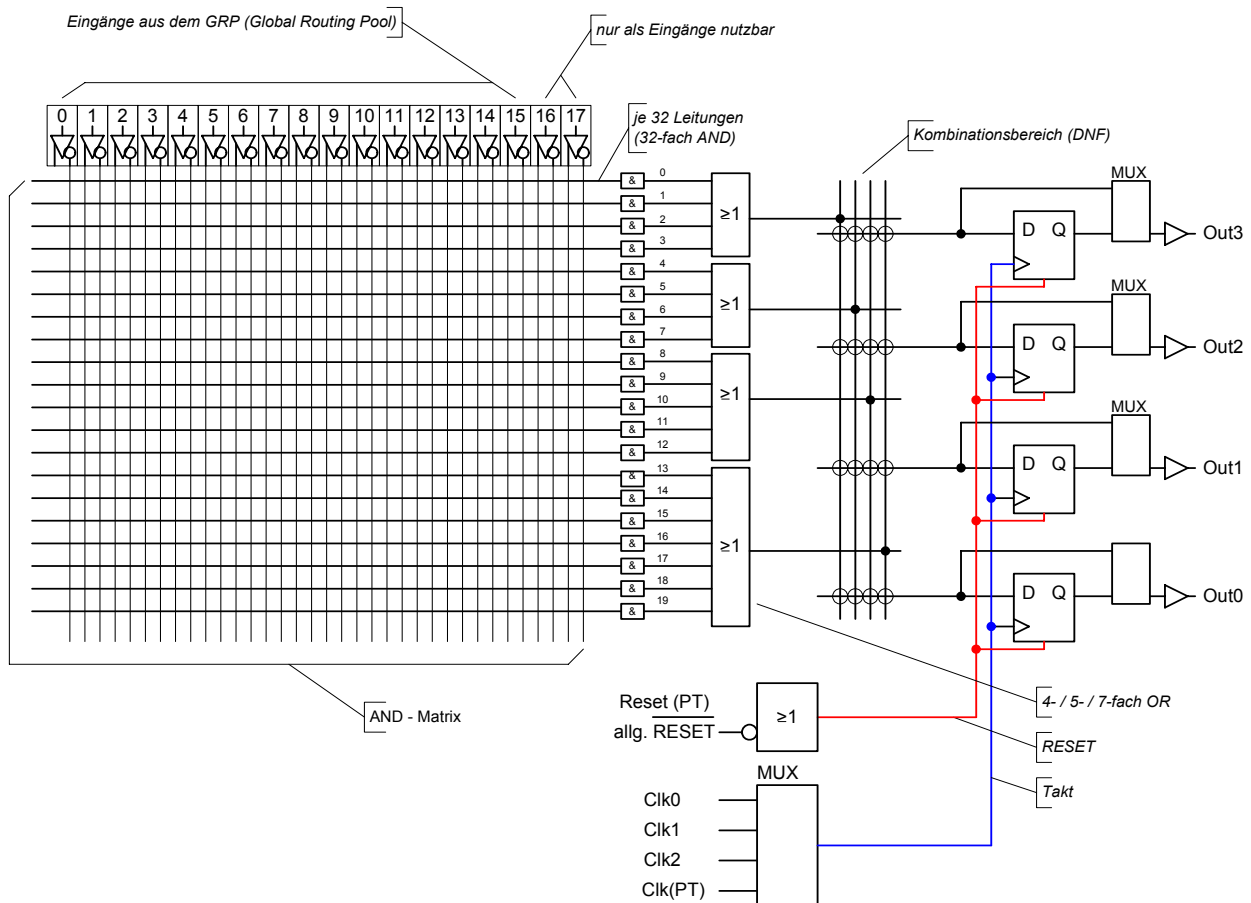 Eingänge aus dem GRP (Global Routing Pool)
nur als Eingänge nutzbar
0 1 2 3 4 5 6 7 8 9 10 11 12 13 14 15 16 17
je 32 Leitungen
(32-fach AND)
Kombinationsbereich (DNF)
& 0
& 1
& 2
& 3
≥1
& 4
& 5
& 6
& 7
≥1
& 8
& 9
& 10
& 11
& 12
≥1
& 13
& 14
& 15
& 16
& 17
& 18
& 19
≥1
MUX
D Q
Out3
MUX
D Q
Out2
MUX
D Q
Out1
D Q
Out0
AND - Matrix
4- / 5- / 7-fach OR
Reset (PT)
allg. RESET
≥1
RESET
MUX
Takt
Clk0
Clk1
Clk2
Clk(PT)